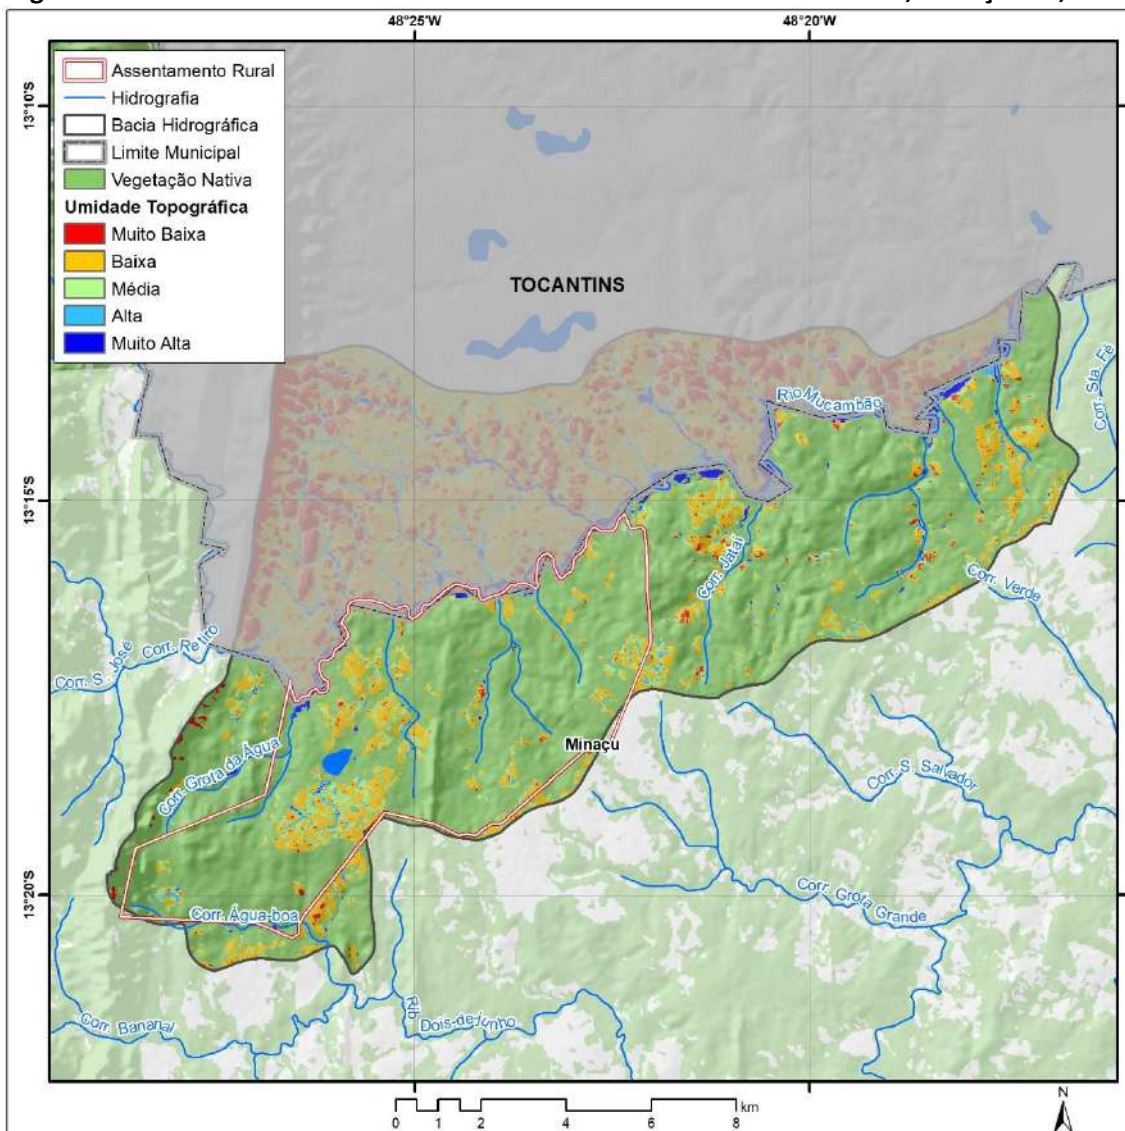 48°25'W
48°20'W
Assentamento Rural
Hidrografia
Bacia Hidrográfica
Limite Municipal
Vegetação Nativa
Umidade Topográfica
Muito Baixa
Baixa
Média
Alta
Muito Alta
13°10'S
TOCANTINS
Rio Mucambão
Corr. Sta. Fé
13°15'S
Corr. Jataí
Corr. Verde
Corr. S. José
Corr. Retiro
Minaçu
Corr. Grota da Água
Corr. S. Salvador
13°20'S
Corr. Água-boa
Corr. Grota Grande
Corr. Bananal
Rib. Dois-de-junho
N
km
0 1 2 4 6 8